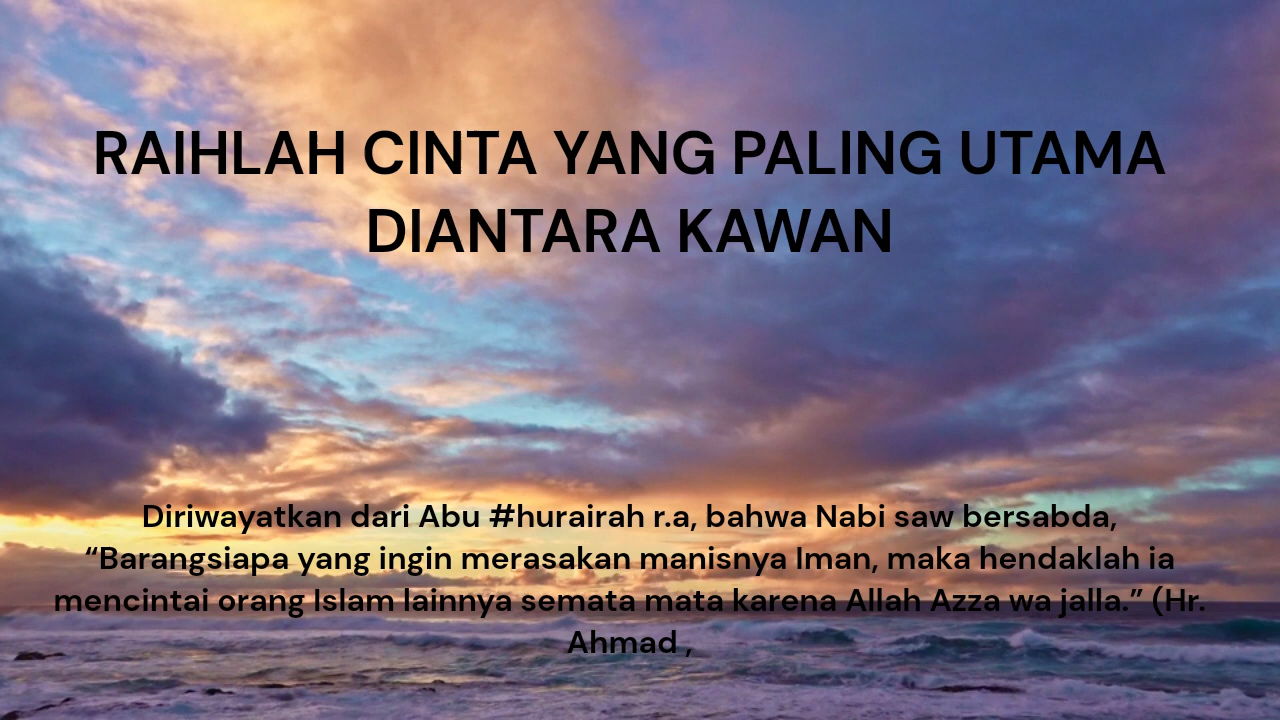 RAIHLAH CINTA YANG PALING UTAMA
DIANTARA KAWAN
Diriwayatkan dari Abu #hurairah r.a, bahwa Nabi saw bersabda,
“Barangsiapa yang ingin merasakan manisnya Iman, maka hendaklah ia
mencintai orang Islam lainnya semata mata karena Allah Azza wa jalla.” (Hr.
Ahmad ,